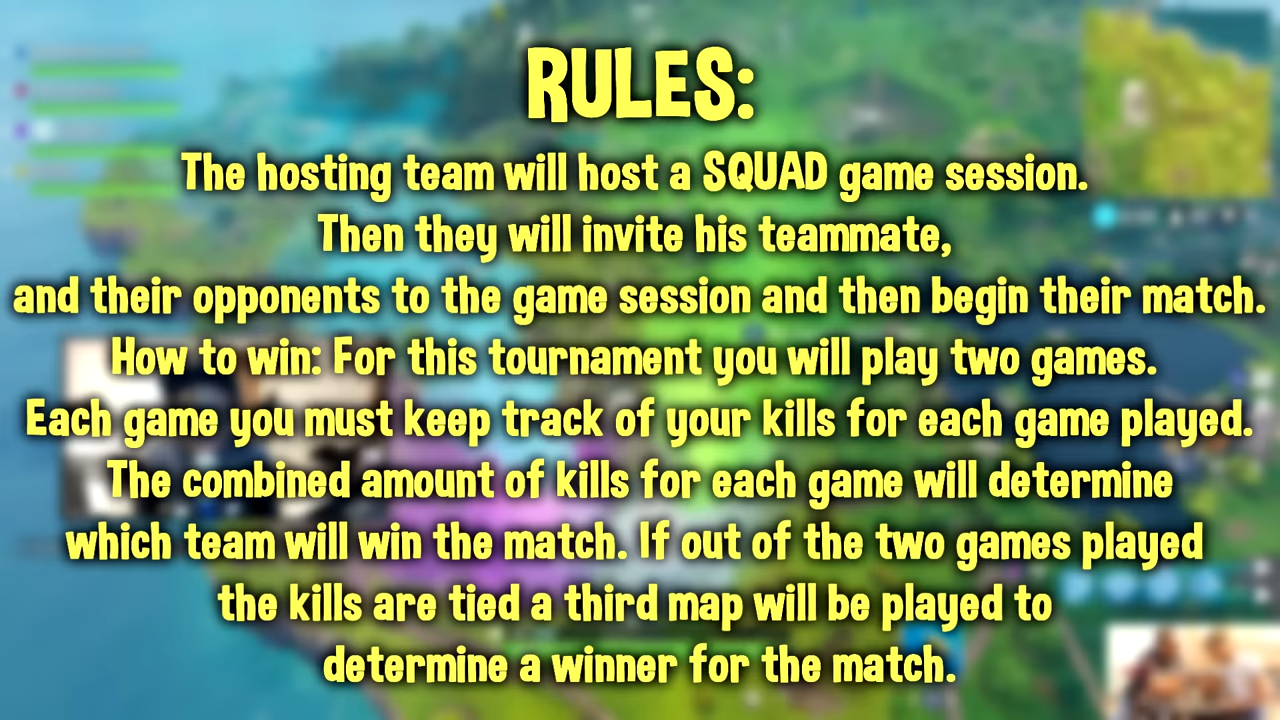 RULES:
The hosting team will host a SQUAD game session.
Then they will invite his teammate,
and their opponents to the game session and then begin their match.
How to win: For this tournament you will play two games.
Each game you must keep track of your kills for each game played.
The combined amount of kills for each game will determine
which team will win the match. If out of the two games played
the kills are tied a third map will be played to
determine a winner for the match.